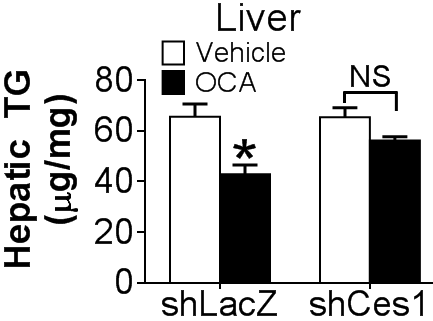 Liver
Vehicle
OCA
Hepatic TG
(µg/mg)
80
60
40
20
0
*
NS
shLacZ
shCes1